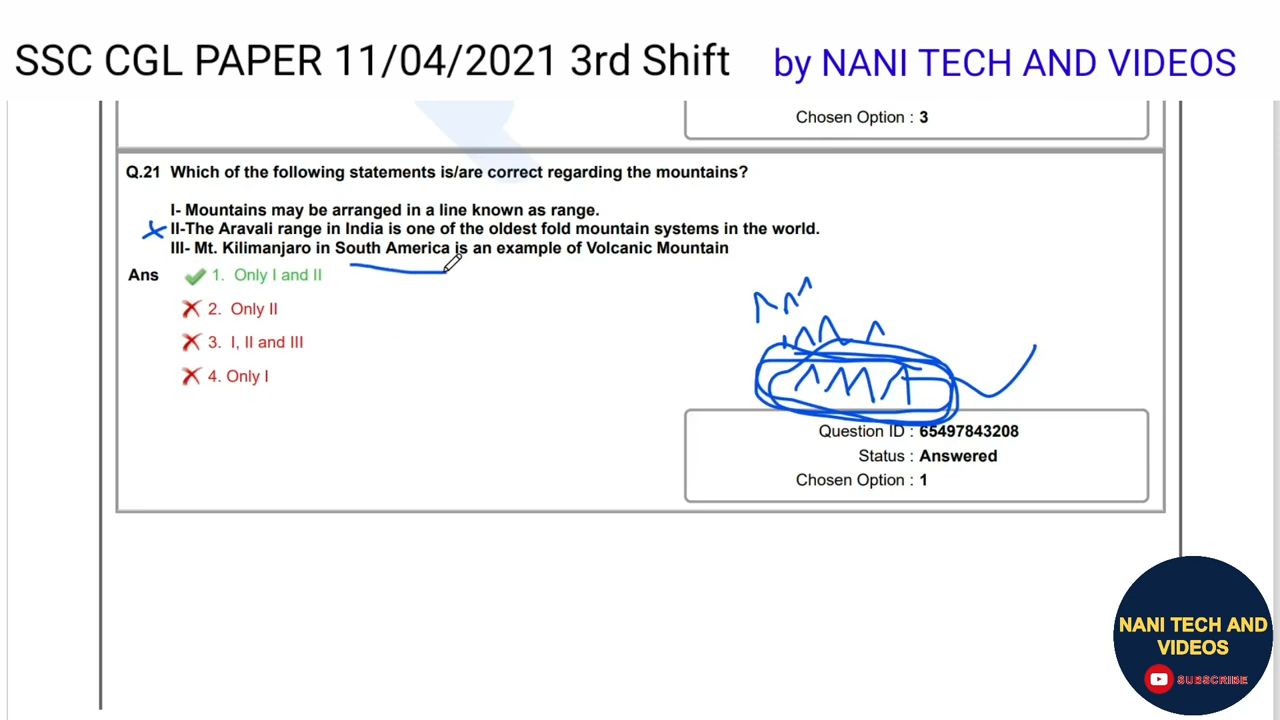 SSC CGL PAPER 11/04/2021 3rd Shift by NANI TECH AND VIDEOS
Chosen Option : 3
Q.21 Which of the following statements is/are correct regarding the mountains?
I- Mountains may be arranged in a line known as range.
II-The Aravali range in India is one of the oldest fold mountain systems in the world.
III- Mt. Kilimanjaro in South America is an example of Volcanic Mountain
Ans 1. Only I and II
2. Only II
3. I, II and III
4. Only I
Question ID : 65497843208
Status : Answered
Chosen Option : 1
NANI TECH AND
VIDEOS
SUBSCRIBE